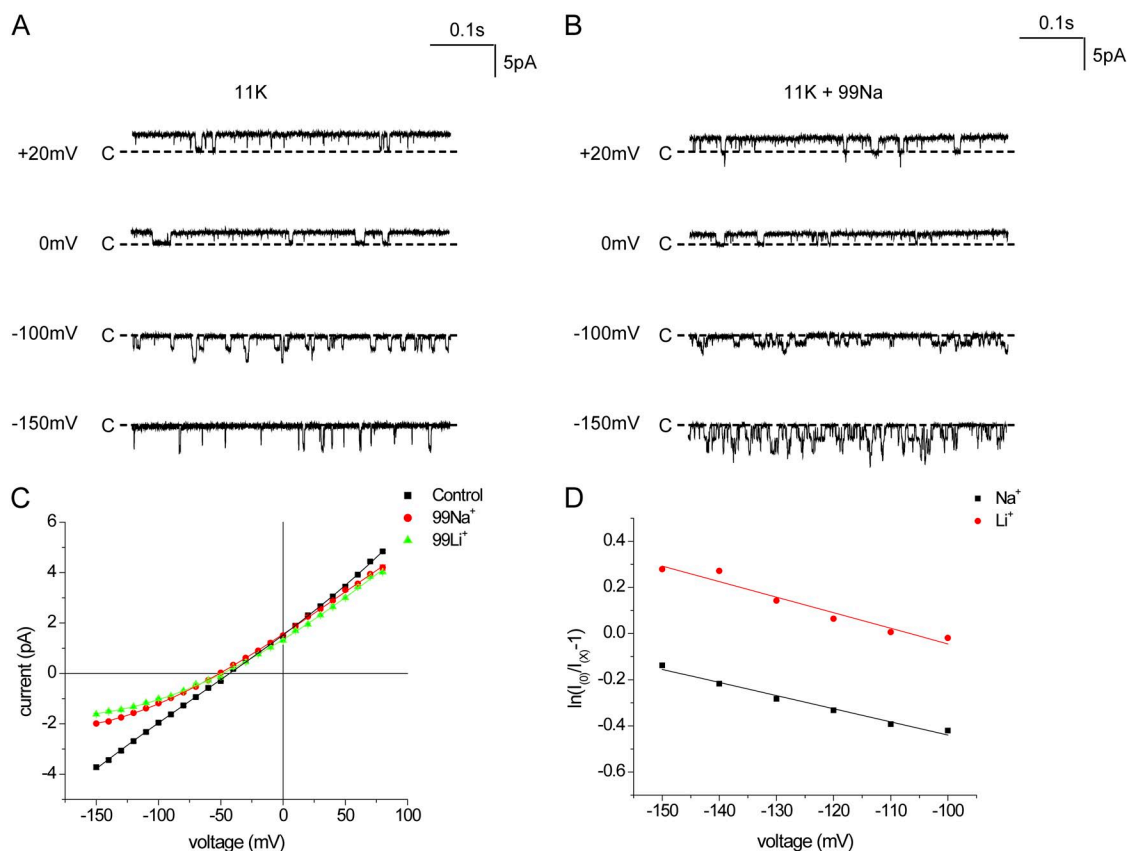 A
0.1s
5pA
11K
+20mV C
0mV C
-100mV C
-150mV C
B
0.1s
5pA
11K + 99Na
+20mV C
0mV C
-100mV C
-150mV C
C
Control
99Na⁺
99Li⁺
6
4
2
0
-2
-4
current (pA)
-150 -100 -50 0 50 100
voltage (mV)
D
Na⁺
Li⁺
0.4
0.2
0.0
-0.2
-0.4
-0.6
ln(I(0)/I(X)-1)
-150 -140 -130 -120 -110 -100
voltage (mV)